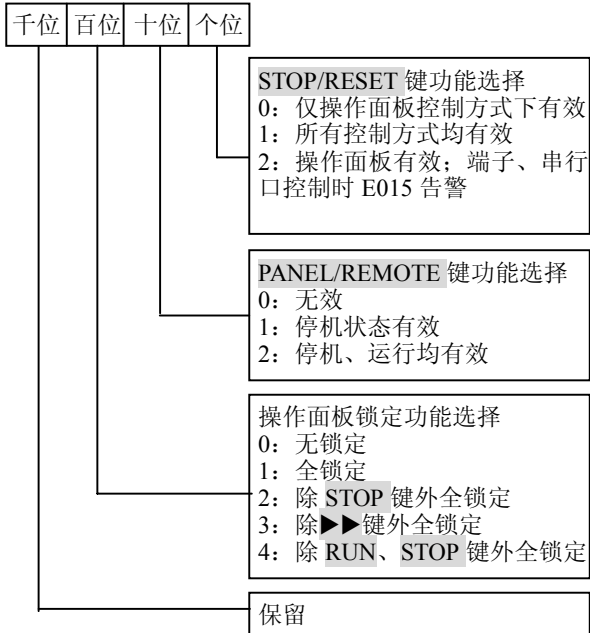 千位 百位 十位 个位
STOP/RESET 键功能选择
0：仅操作面板控制方式下有效
1：所有控制方式均有效
2：操作面板有效；端子、串行
口控制时 E015 告警
PANEL/REMOTE 键功能选择
0：无效
1：停机状态有效
2：停机、运行均有效
操作面板锁定功能选择
0：无锁定
1：全锁定
2：除 STOP 键外全锁定
3：除▶▶键外全锁定
4：除 RUN、STOP 键外全锁定
保留